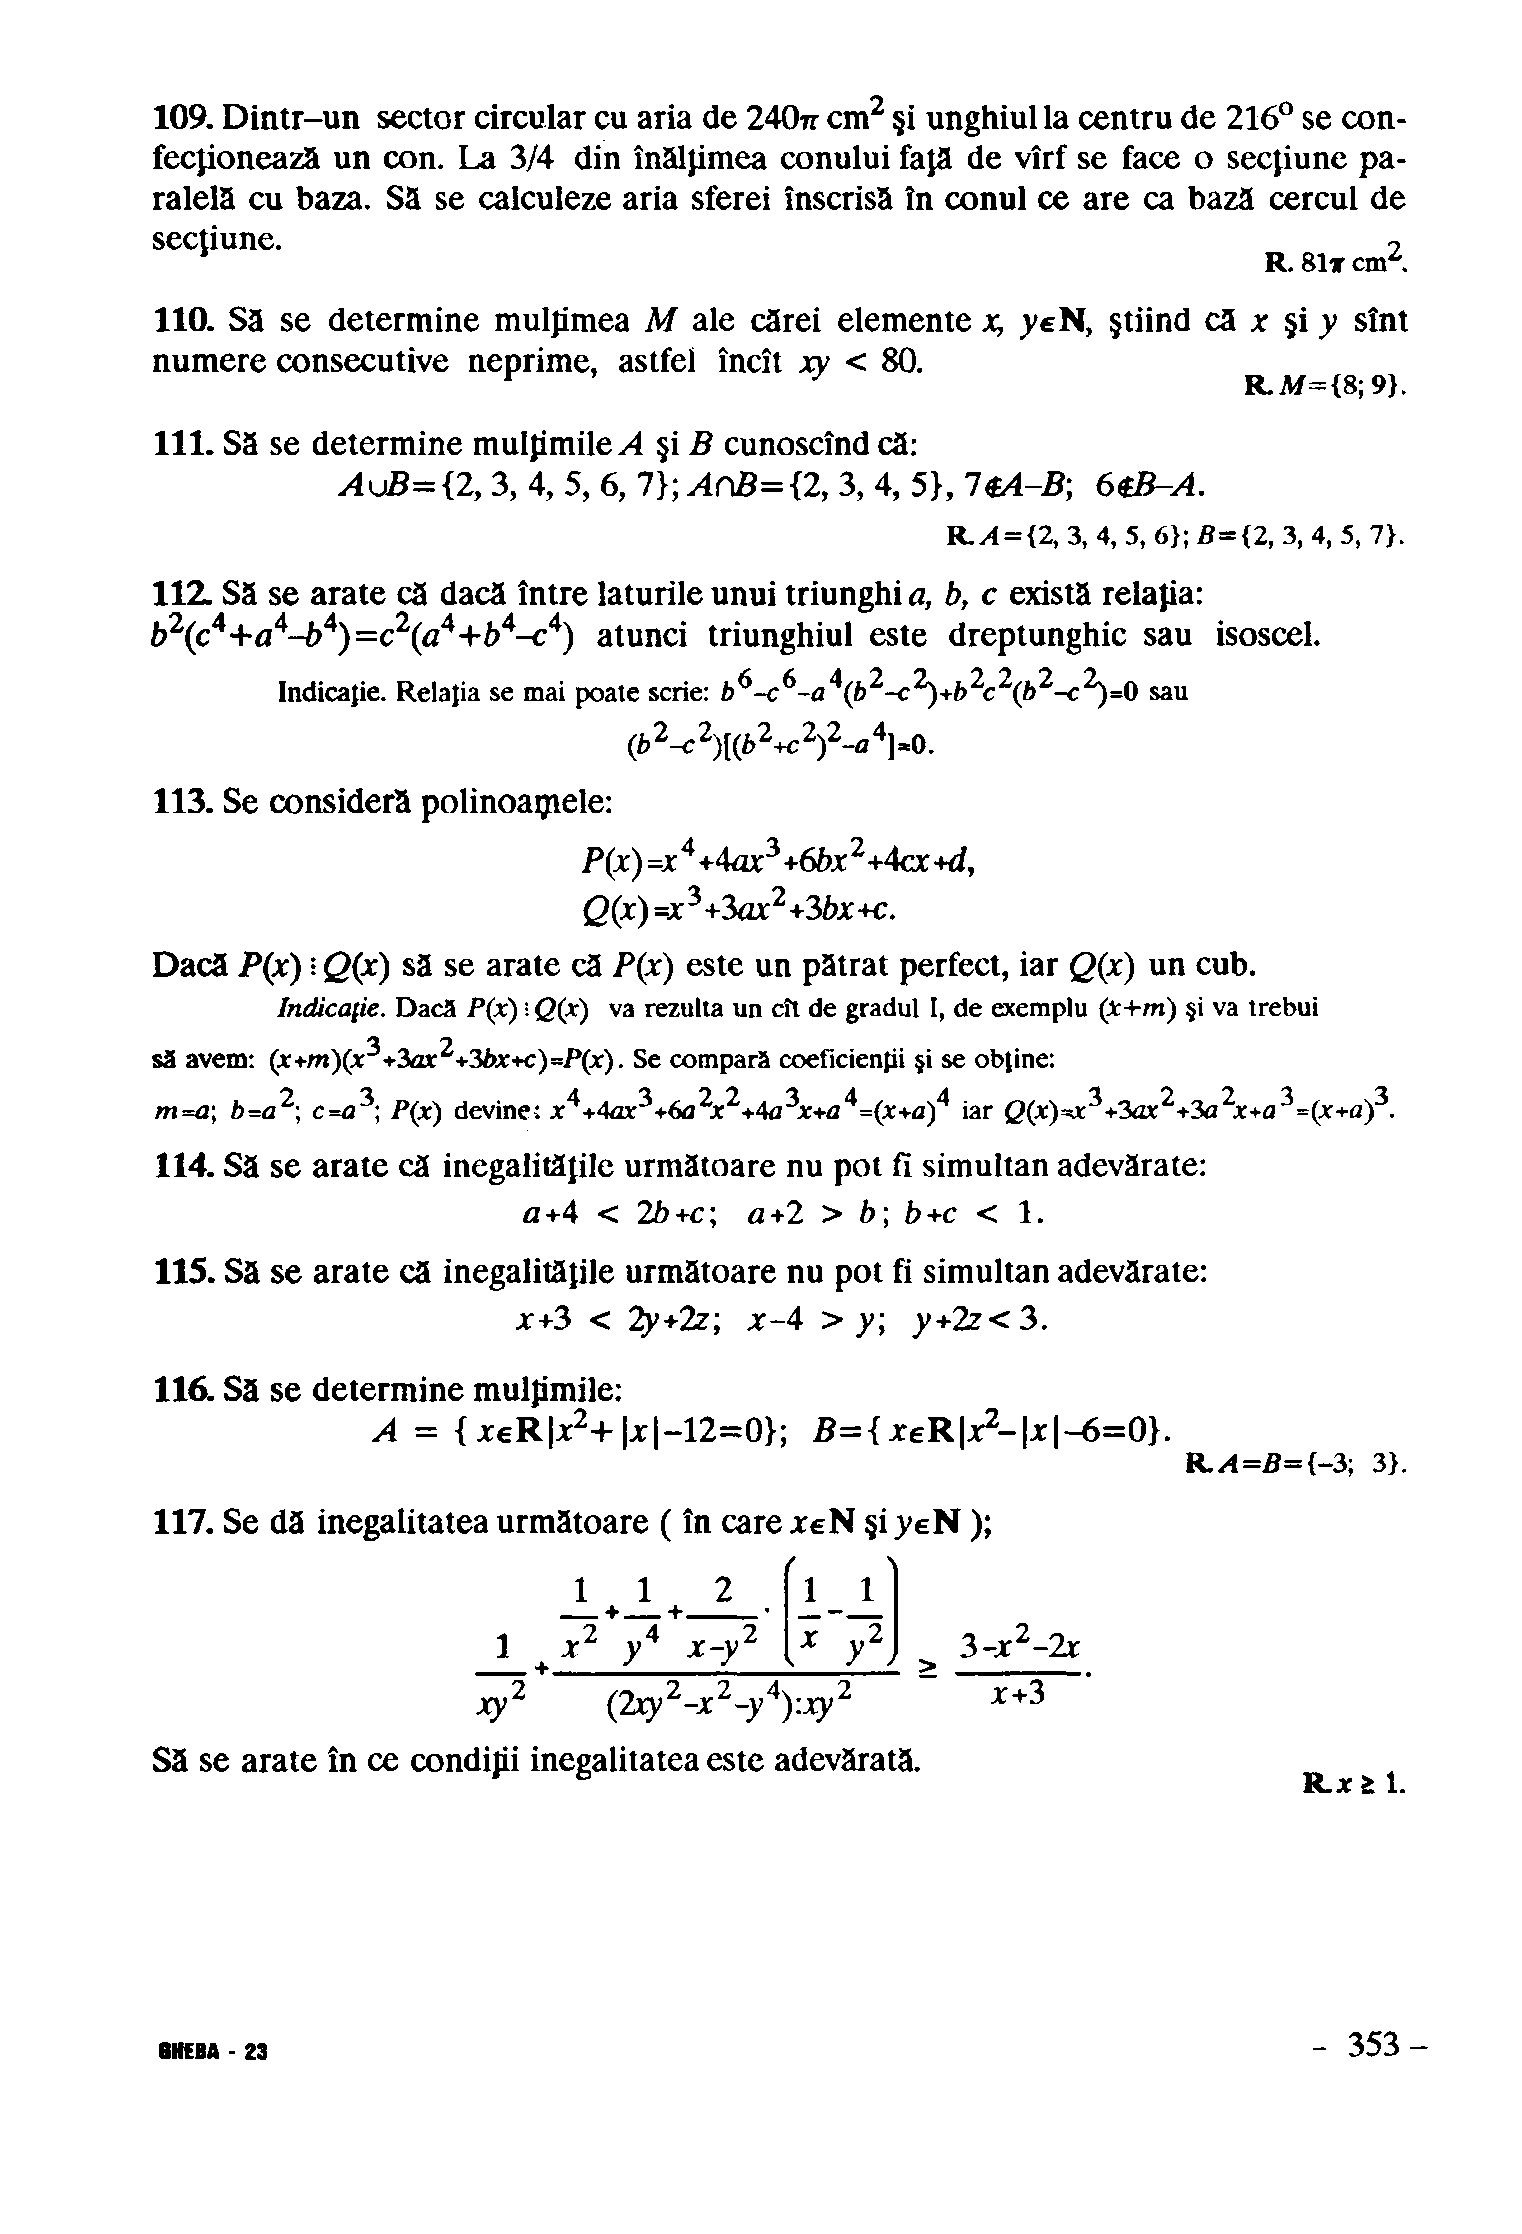 109. Dintr–un sector circular cu aria de 240π cm² şi unghiul la centru de 216° se con-
fecţionează un con. La 3/4 din înălţimea conului faţă de vîrf se face o secţiune pa-
ralelă cu baza. Să se calculeze aria sferei înscrisă în conul ce are ca bază cercul de
secţiune.
R. 81π cm².
110. Să se determine mulţimea M ale cărei elemente x, y∈N, ştiind că x şi y sînt
numere consecutive neprime, astfel încît xy < 80.
R. M={8; 9}.
111. Să se determine mulţimile A şi B cunoscînd că:
A∪B={2, 3, 4, 5, 6, 7}; A∩B={2, 3, 4, 5}, 7∉A–B; 6∉B–A.
R. A={2, 3, 4, 5, 6}; B={2, 3, 4, 5, 7}.
112. Să se arate că dacă între laturile unui triunghi a, b, c există relaţia:
b²(c⁴+a⁴–b⁴)=c²(a⁴+b⁴–c⁴) atunci triunghiul este dreptunghic sau isoscel.
Indicaţie. Relaţia se mai poate scrie: b⁶–c⁶–a⁴(b²–c²)+b²c²(b²–c²)=0 sau
(b²–c²)[(b²+c²)²–a⁴]=0.
113. Se consideră polinoamele:
P(x)=x⁴+4ax³+6bx²+4cx+d,
Q(x)=x³+3ax²+3bx+c.
Dacă P(x)⋮Q(x) să se arate că P(x) este un pătrat perfect, iar Q(x) un cub.
Indicaţie. Dacă P(x)⋮Q(x) va rezulta un cît de gradul I, de exemplu (x+m) şi va trebui
să avem: (x+m)(x³+3ax²+3bx+c)=P(x). Se compară coeficienţii şi se obţine:
m=a; b=a²; c=a³; P(x) devine: x⁴+4ax³+6a²x²+4a³x+a⁴=(x+a)⁴ iar Q(x)=x³+3ax²+3a²x+a³=(x+a)³.
114. Să se arate că inegalităţile următoare nu pot fi simultan adevărate:
a+4 < 2b+c; a+2 > b; b+c < 1.
115. Să se arate că inegalităţile următoare nu pot fi simultan adevărate:
x+3 < 2y+2z; x–4 > y; y+2z<3.
116. Să se determine mulţimile:
A = {x∈R|x²+|x|–12=0}; B={x∈R|x²–|x|–6=0}.
R. A=B={–3; 3}.
117. Se dă inegalitatea următoare ( în care x∈N şi y∈N );
1/xy² + (1/x² + 1/y⁴ + 2/(x–y²) · (1/x – 1/y²)) / ((2xy²–x²–y⁴):xy²) ≥ (3–x²–2x)/(x+3).
Să se arate în ce condiţii inegalitatea este adevărată.
R. x ≥ 1.
GHEBA - 23
– 353 –